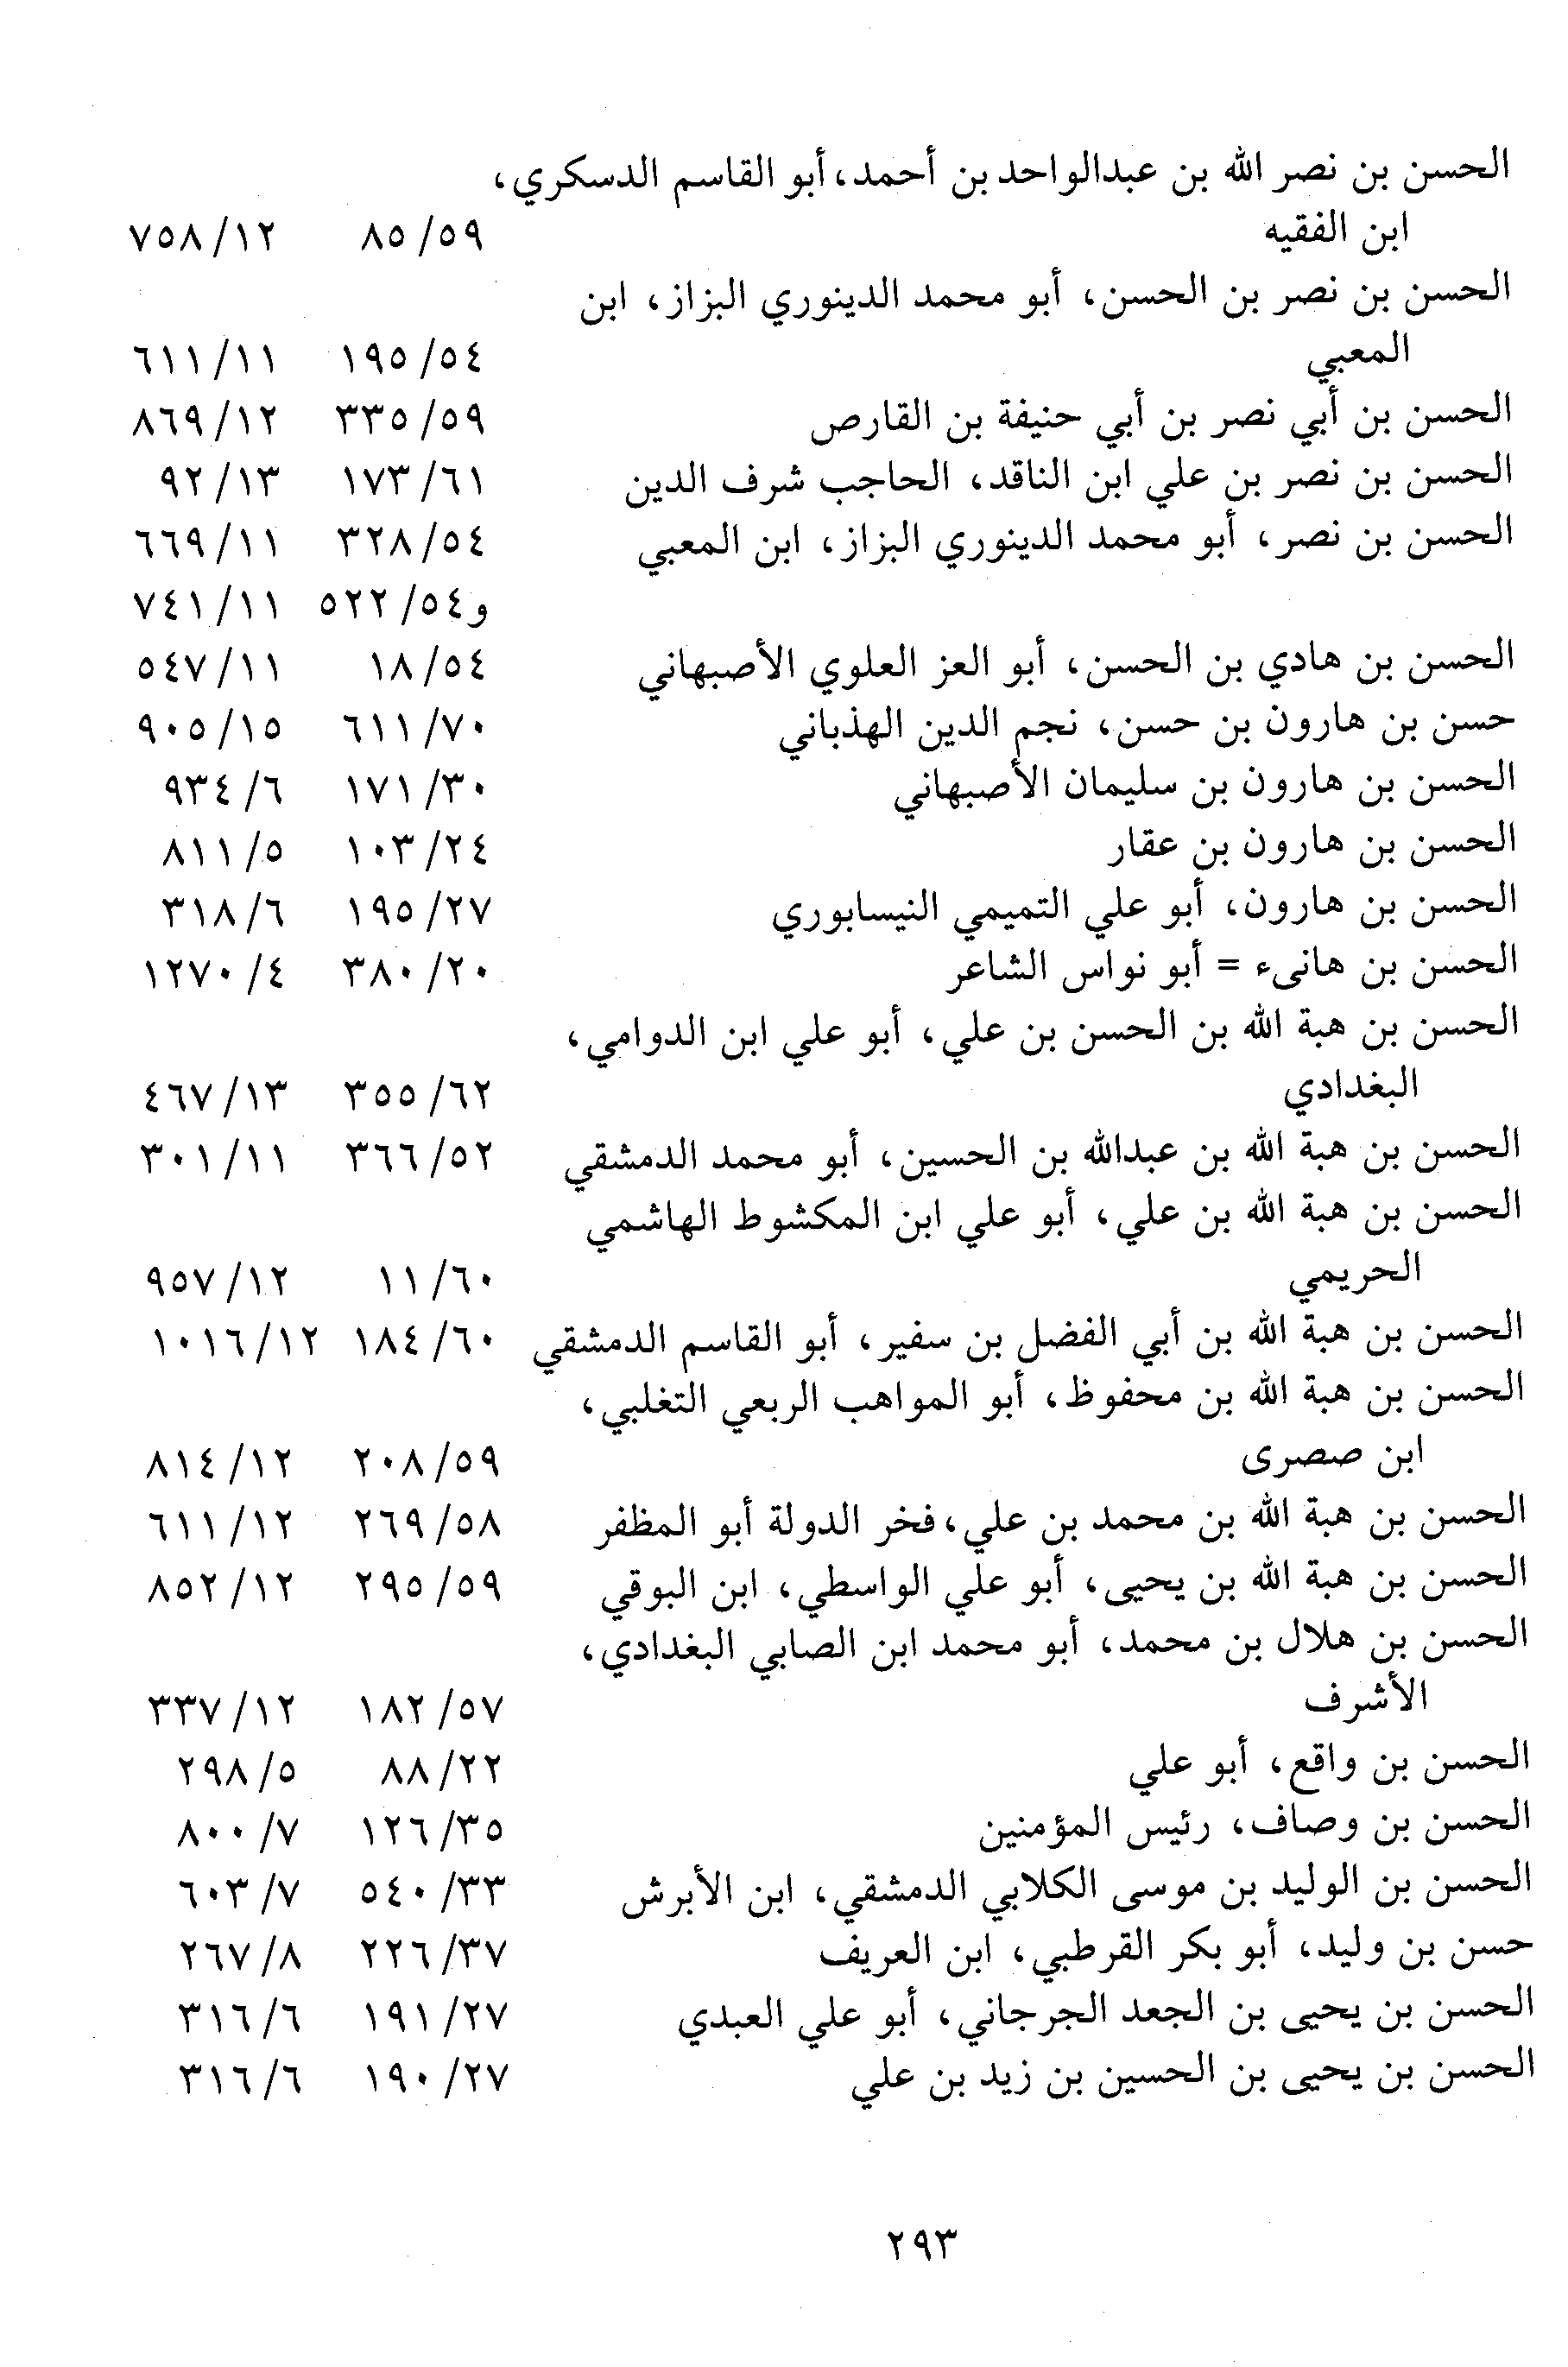 الحسن بن نصر الله بن عبدالواحد بن أحمد، أبو القاسم الدسكري،
ابن الفقيه ٥٩/ ٨٥ ١٢/ ٧٥٨
الحسن بن نصر بن الحسن، أبو محمد الدينوري البزاز، ابن
المعبي ٥٤/ ١٩٥ ١١/ ٦١١
الحسن بن أبي نصر بن أبي حنيفة بن القارص ٥٩/ ٣٣٥ ١٢/ ٨٦٩
الحسن بن نصر بن علي ابن الناقد، الحاجب شرف الدين ٦١/ ١٧٣ ١٣/ ٩٢
الحسن بن نصر، أبو محمد الدينوري البزاز، ابن المعبي ٥٤/ ٣٢٨ ١١/ ٦٦٩
و٥٤/ ٥٢٢ ١١/ ٧٤١
الحسن بن هادي بن الحسن، أبو العز العلوي الأصبهاني ٥٤/ ١٨ ١١/ ٥٤٧
حسن بن هارون بن حسن، نجم الدين الهذباني ٧٠/ ٦١١ ١٥/ ٩٠٥
الحسن بن هارون بن سليمان الأصبهاني ٣٠/ ١٧١ ٦/ ٩٣٤
الحسن بن هارون بن عقار ٢٤/ ١٠٣ ٥/ ٨١١
الحسن بن هارون، أبو علي التميمي النيسابوري ٢٧/ ١٩٥ ٦/ ٣١٨
الحسن بن هانىء = أبو نواس الشاعر ٢٠/ ٣٨٠ ٤/ ١٢٧٠
الحسن بن هبة الله بن الحسن بن علي، أبو علي ابن الدوامي،
البغدادي ٦٢/ ٣٥٥ ١٣/ ٤٦٧
الحسن بن هبة الله بن عبدالله بن الحسين، أبو محمد الدمشقي ٥٢/ ٣٦٦ ١١/ ٣٠١
الحسن بن هبة الله بن علي، أبو علي ابن المكشوط الهاشمي
الحريمي ٦٠/ ١١ ١٢/ ٩٥٧
الحسن بن هبة الله بن أبي الفضل بن سفير، أبو القاسم الدمشقي ٦٠/ ١٨٤ ١٢/ ١٠١٦
الحسن بن هبة الله بن محفوظ، أبو المواهب الربعي التغلبي،
ابن صصرى ٥٩/ ٢٠٨ ١٢/ ٨١٤
الحسن بن هبة الله بن محمد بن علي، فخر الدولة أبو المظفر ٥٨/ ٢٦٩ ١٢/ ٦١١
الحسن بن هبة الله بن يحيى، أبو علي الواسطي، ابن البوقي ٥٩/ ٢٩٥ ١٢/ ٨٥٢
الحسن بن هلال بن محمد، أبو محمد ابن الصابي البغدادي،
الأشرف ٥٧/ ١٨٢ ١٢/ ٣٣٧
الحسن بن واقع، أبو علي ٢٢/ ٨٨ ٥/ ٢٩٨
الحسن بن وصاف، رئيس المؤمنين ٣٥/ ١٢٦ ٧/ ٨٠٠
الحسن بن الوليد بن موسى الكلابي الدمشقي، ابن الأبرش ٣٣/ ٥٤٠ ٧/ ٦٠٣
حسن بن وليد، أبو بكر القرطبي، ابن العريف ٣٧/ ٢٢٦ ٨/ ٢٦٧
الحسن بن يحيى بن الجعد الجرجاني، أبو علي العبدي ٢٧/ ١٩١ ٦/ ٣١٦
الحسن بن يحيى بن الحسين بن زيد بن علي ٢٧/ ١٩٠ ٦/ ٣١٦
٢٩٣